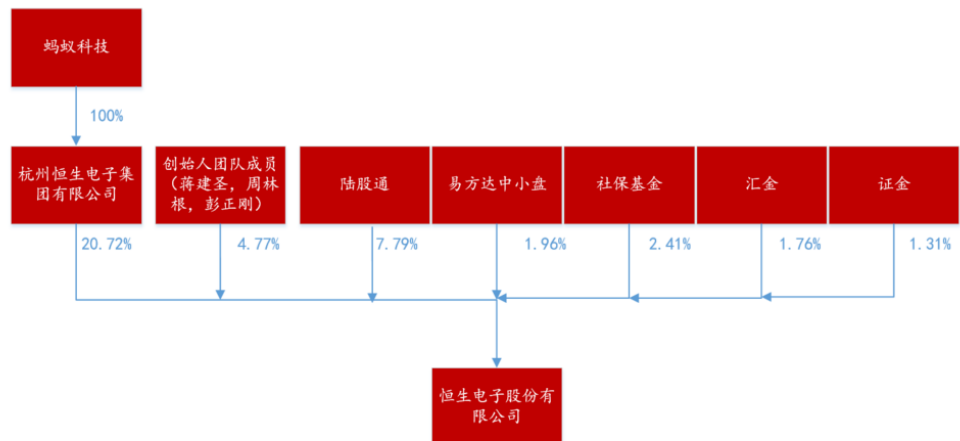 蚂蚁科技
100%
杭州恒生电子集
团有限公司
创始人团队成员
（蒋建圣，周林
根，彭正刚）
陆股通
易方达中小盘
社保基金
汇金
证金
20.72%
4.77%
7.79%
1.96%
2.41%
1.76%
1.31%
恒生电子股份有
限公司